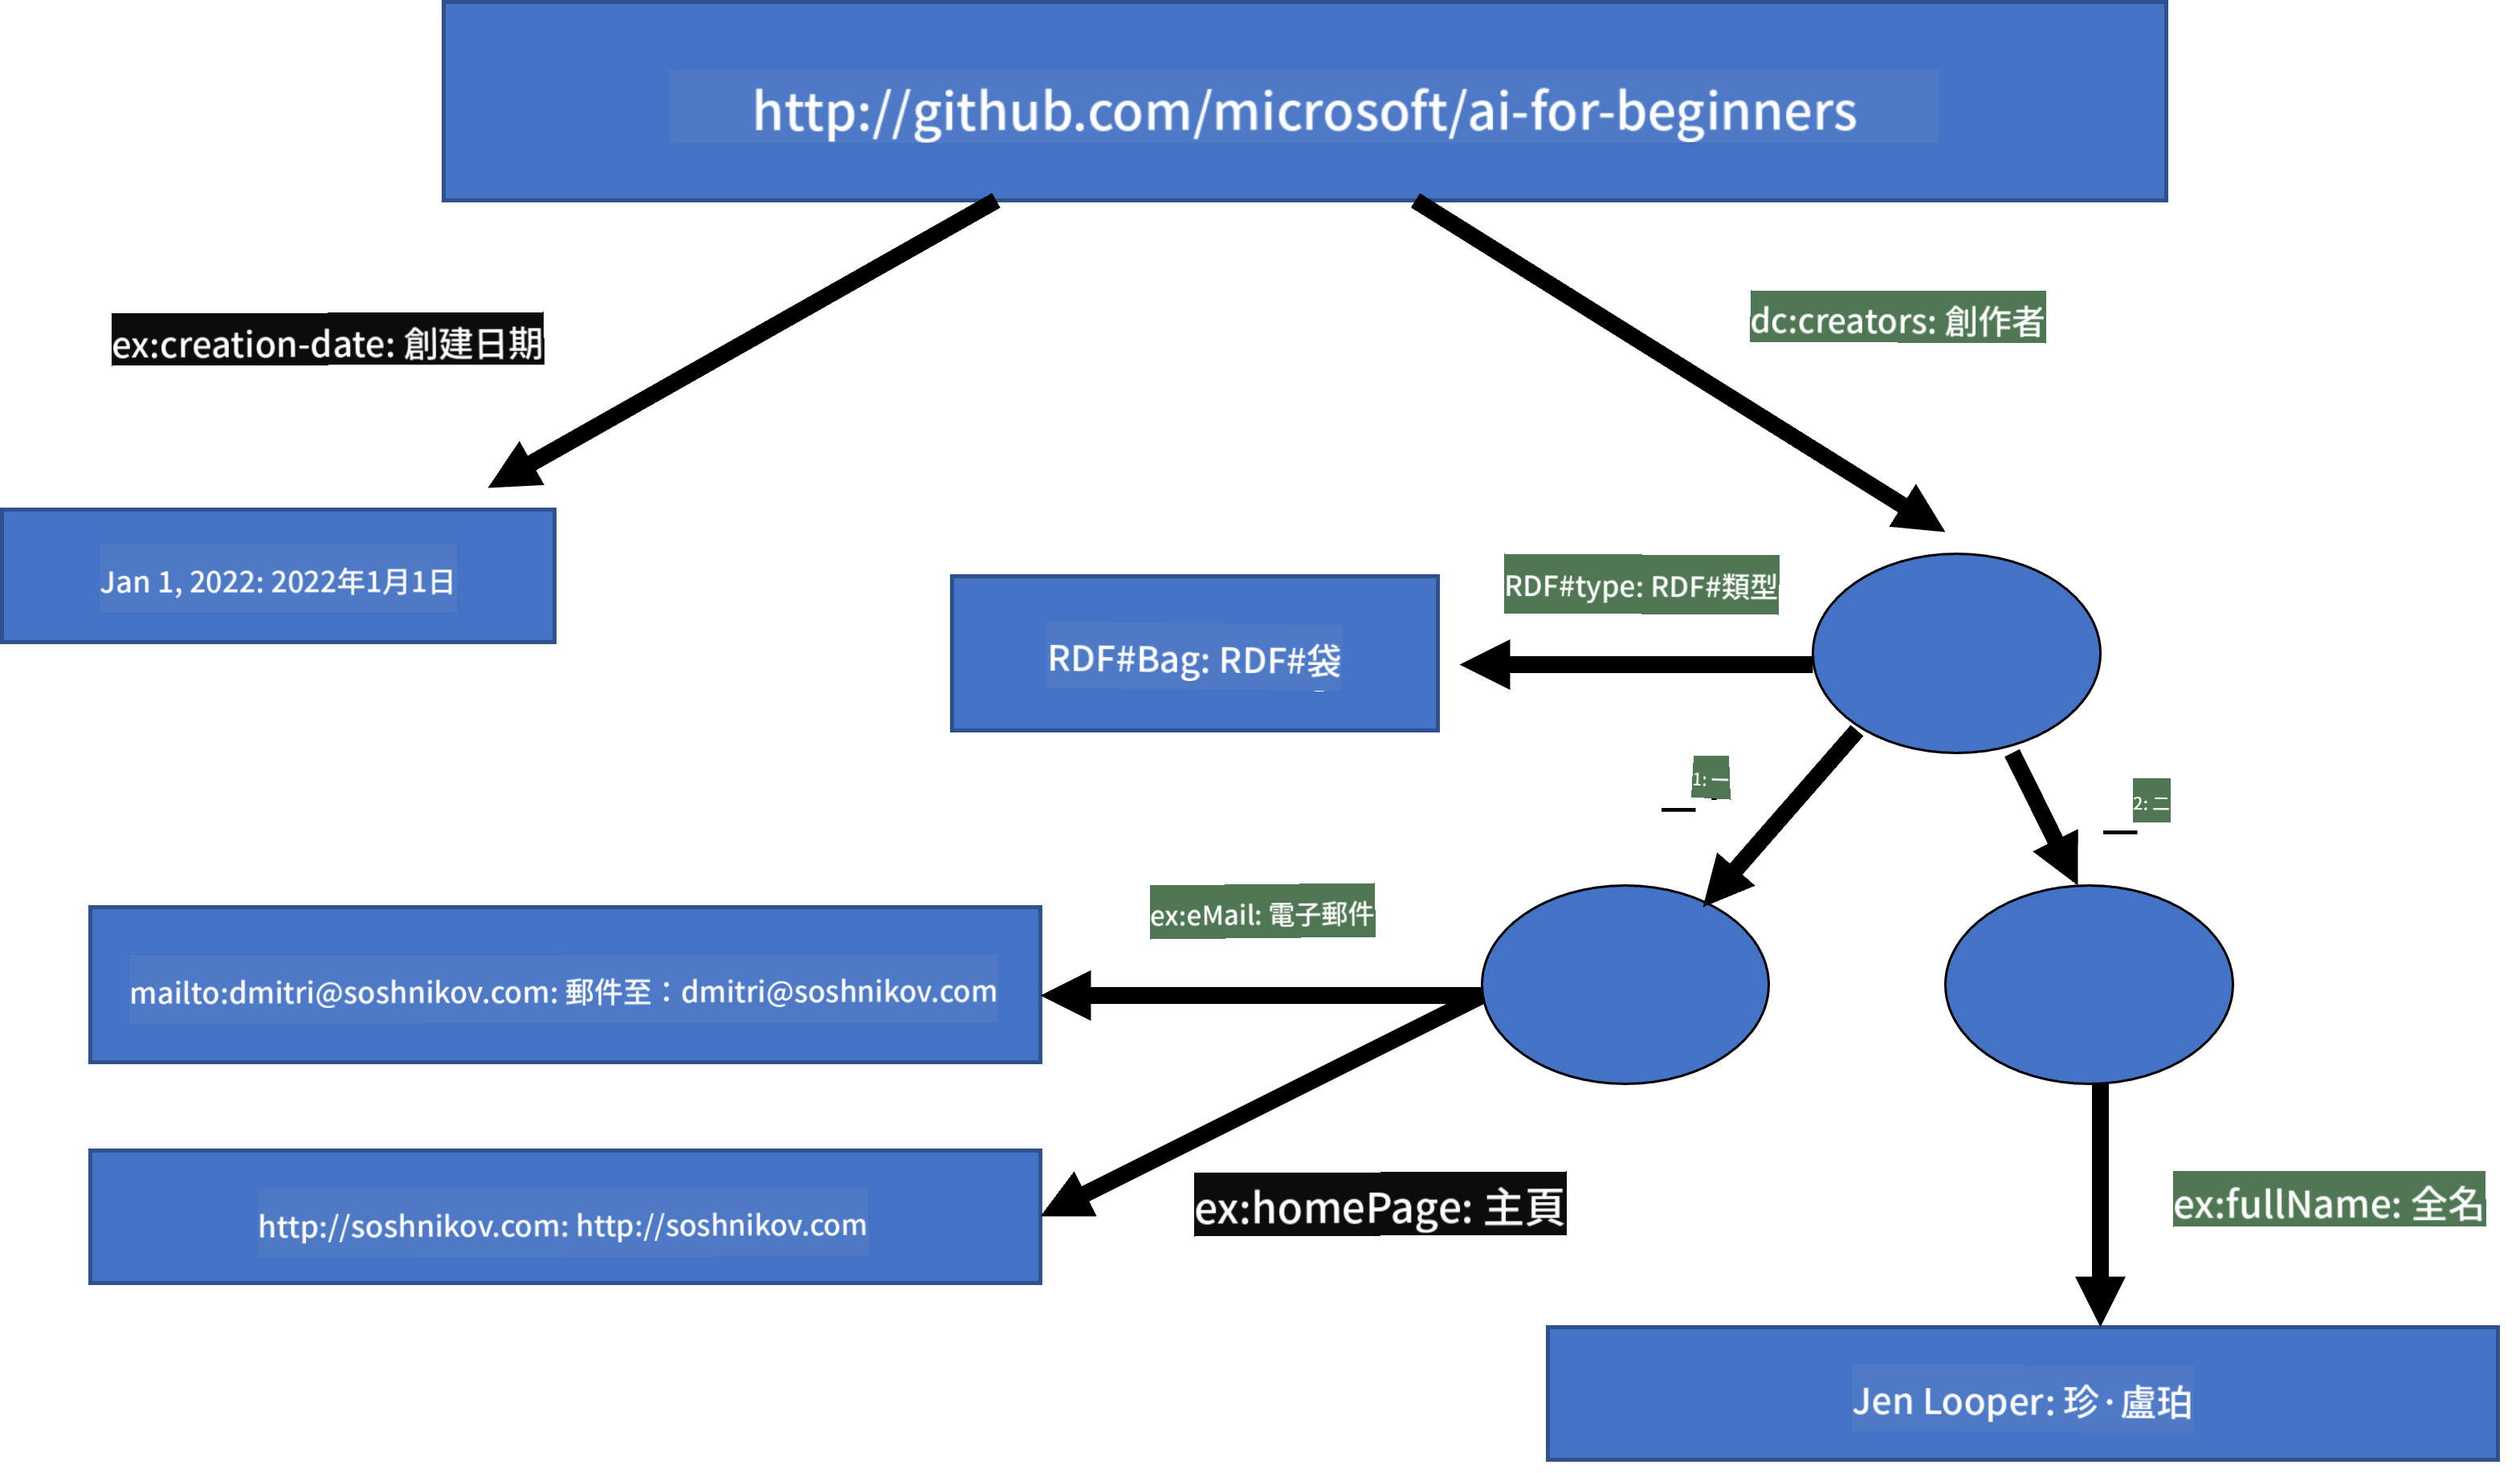 http://github.com/microsoft/ai-for-beginners
dc:creators: 創作者
ex:creation-date: 創建日期
Jan 1, 2022: 2022年1月1日
RDF#type: RDF#類型
RDF#Bag: RDF#袋
1: 一
2: 二
ex:eMail: 電子郵件
mailto:dmitri@soshnikov.com: 郵件至：dmitri@soshnikov.com
ex:homePage: 主頁
ex:fullName: 全名
http://soshnikov.com: http://soshnikov.com
Jen Looper: 珍·盧珀